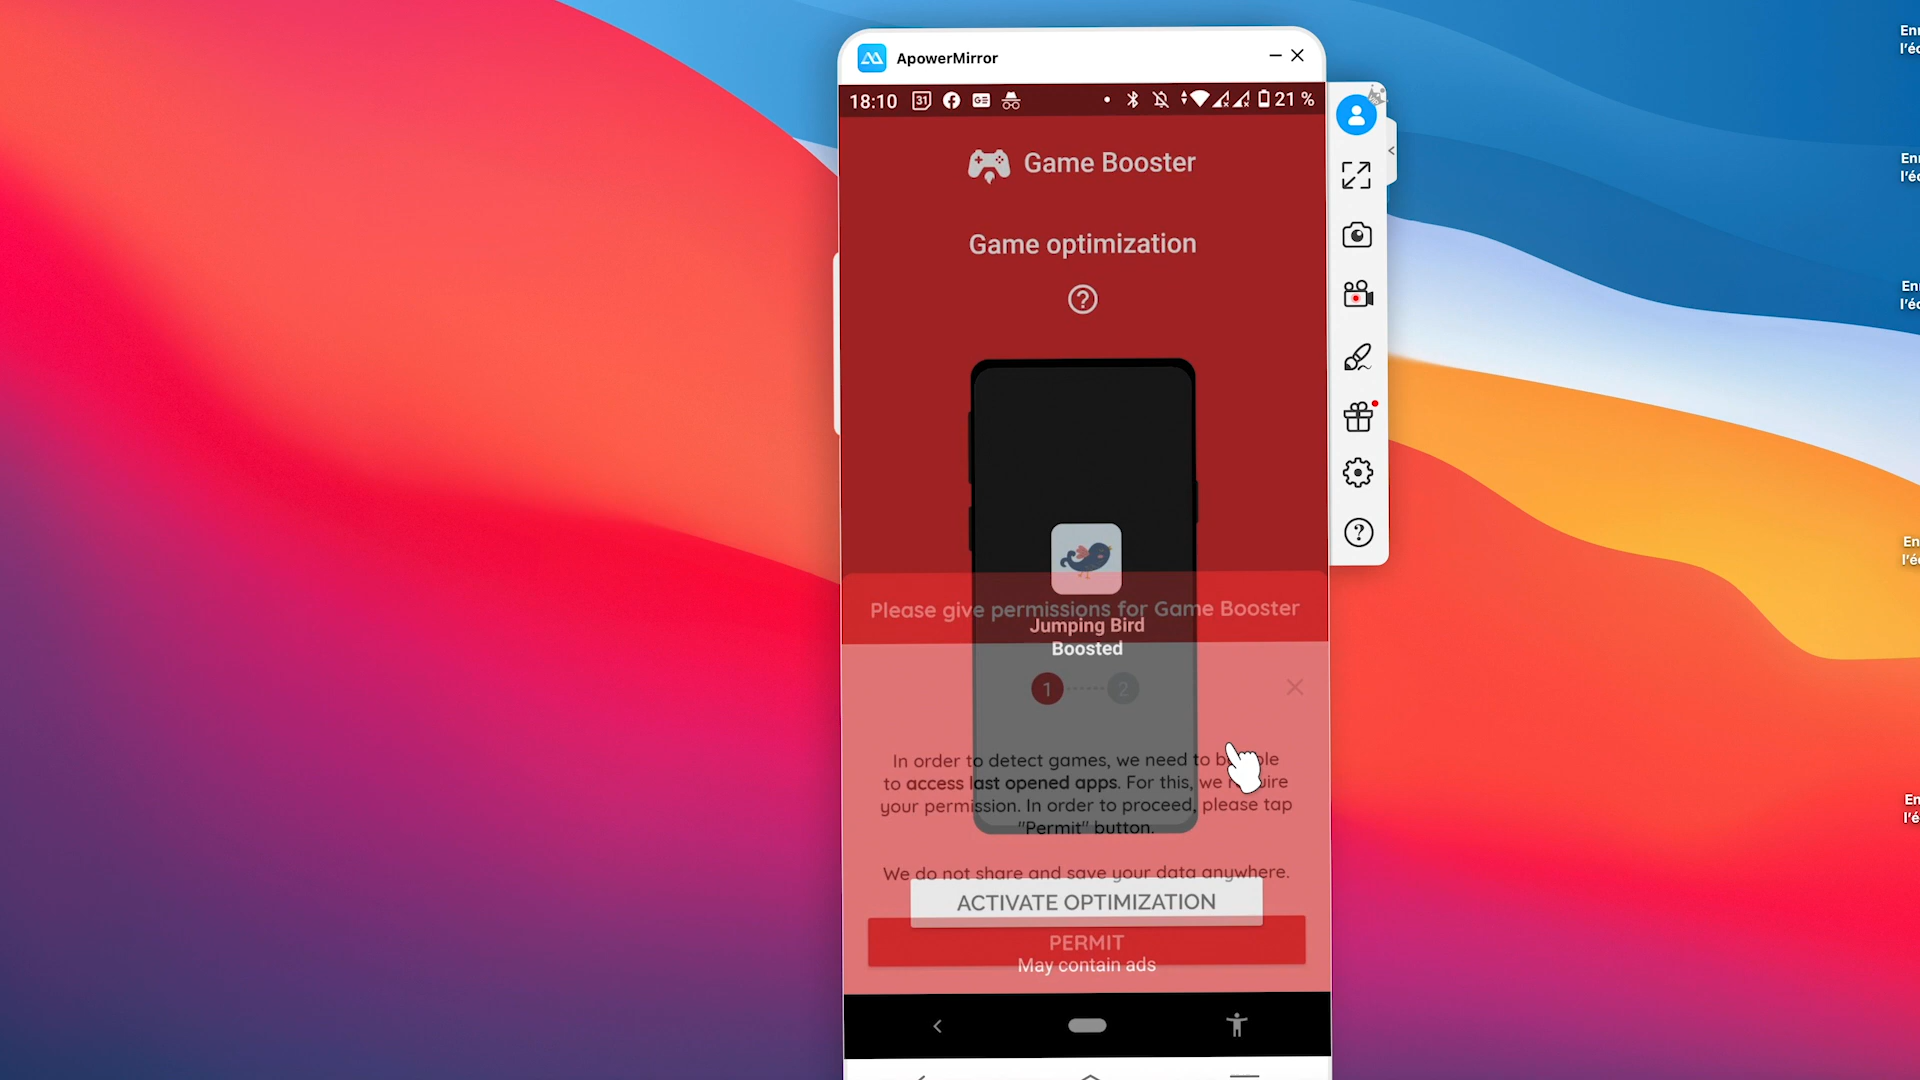 ApowerMirror
18:10
31
GE
21 %
Game Booster
Game optimization
Please give permissions for Game Booster
Jumping Bird
Boosted
1
2
In order to detect games, we need to be able
to access last opened apps. For this, we require
your permission. In order to proceed, please tap
"Permit" button.
We do not share and save your data anywhere.
ACTIVATE OPTIMIZATION
PERMIT
May contain ads